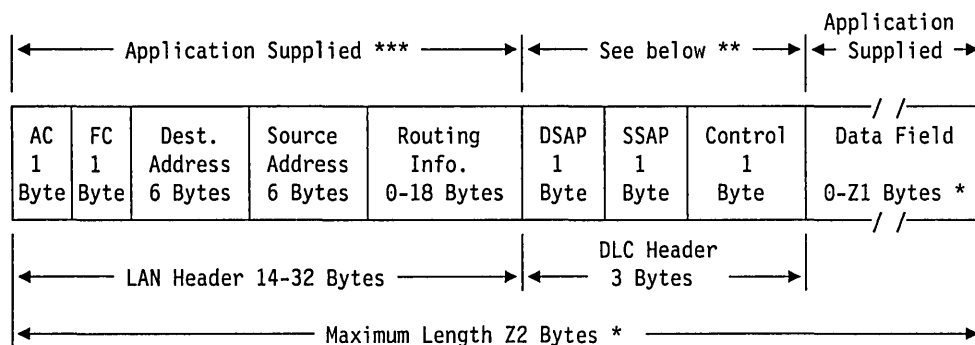 Application
Application Supplied *** See below ** Supplied
AC FC Dest. Source Routing DSAP SSAP Control Data Field
1 1 Address Address Info. 1 1 1
Byte Byte 6 Bytes 6 Bytes 0-18 Bytes Byte Byte Byte 0-Z1 Bytes *
DLC Header
LAN Header 14-32 Bytes 3 Bytes
Maximum Length Z2 Bytes *